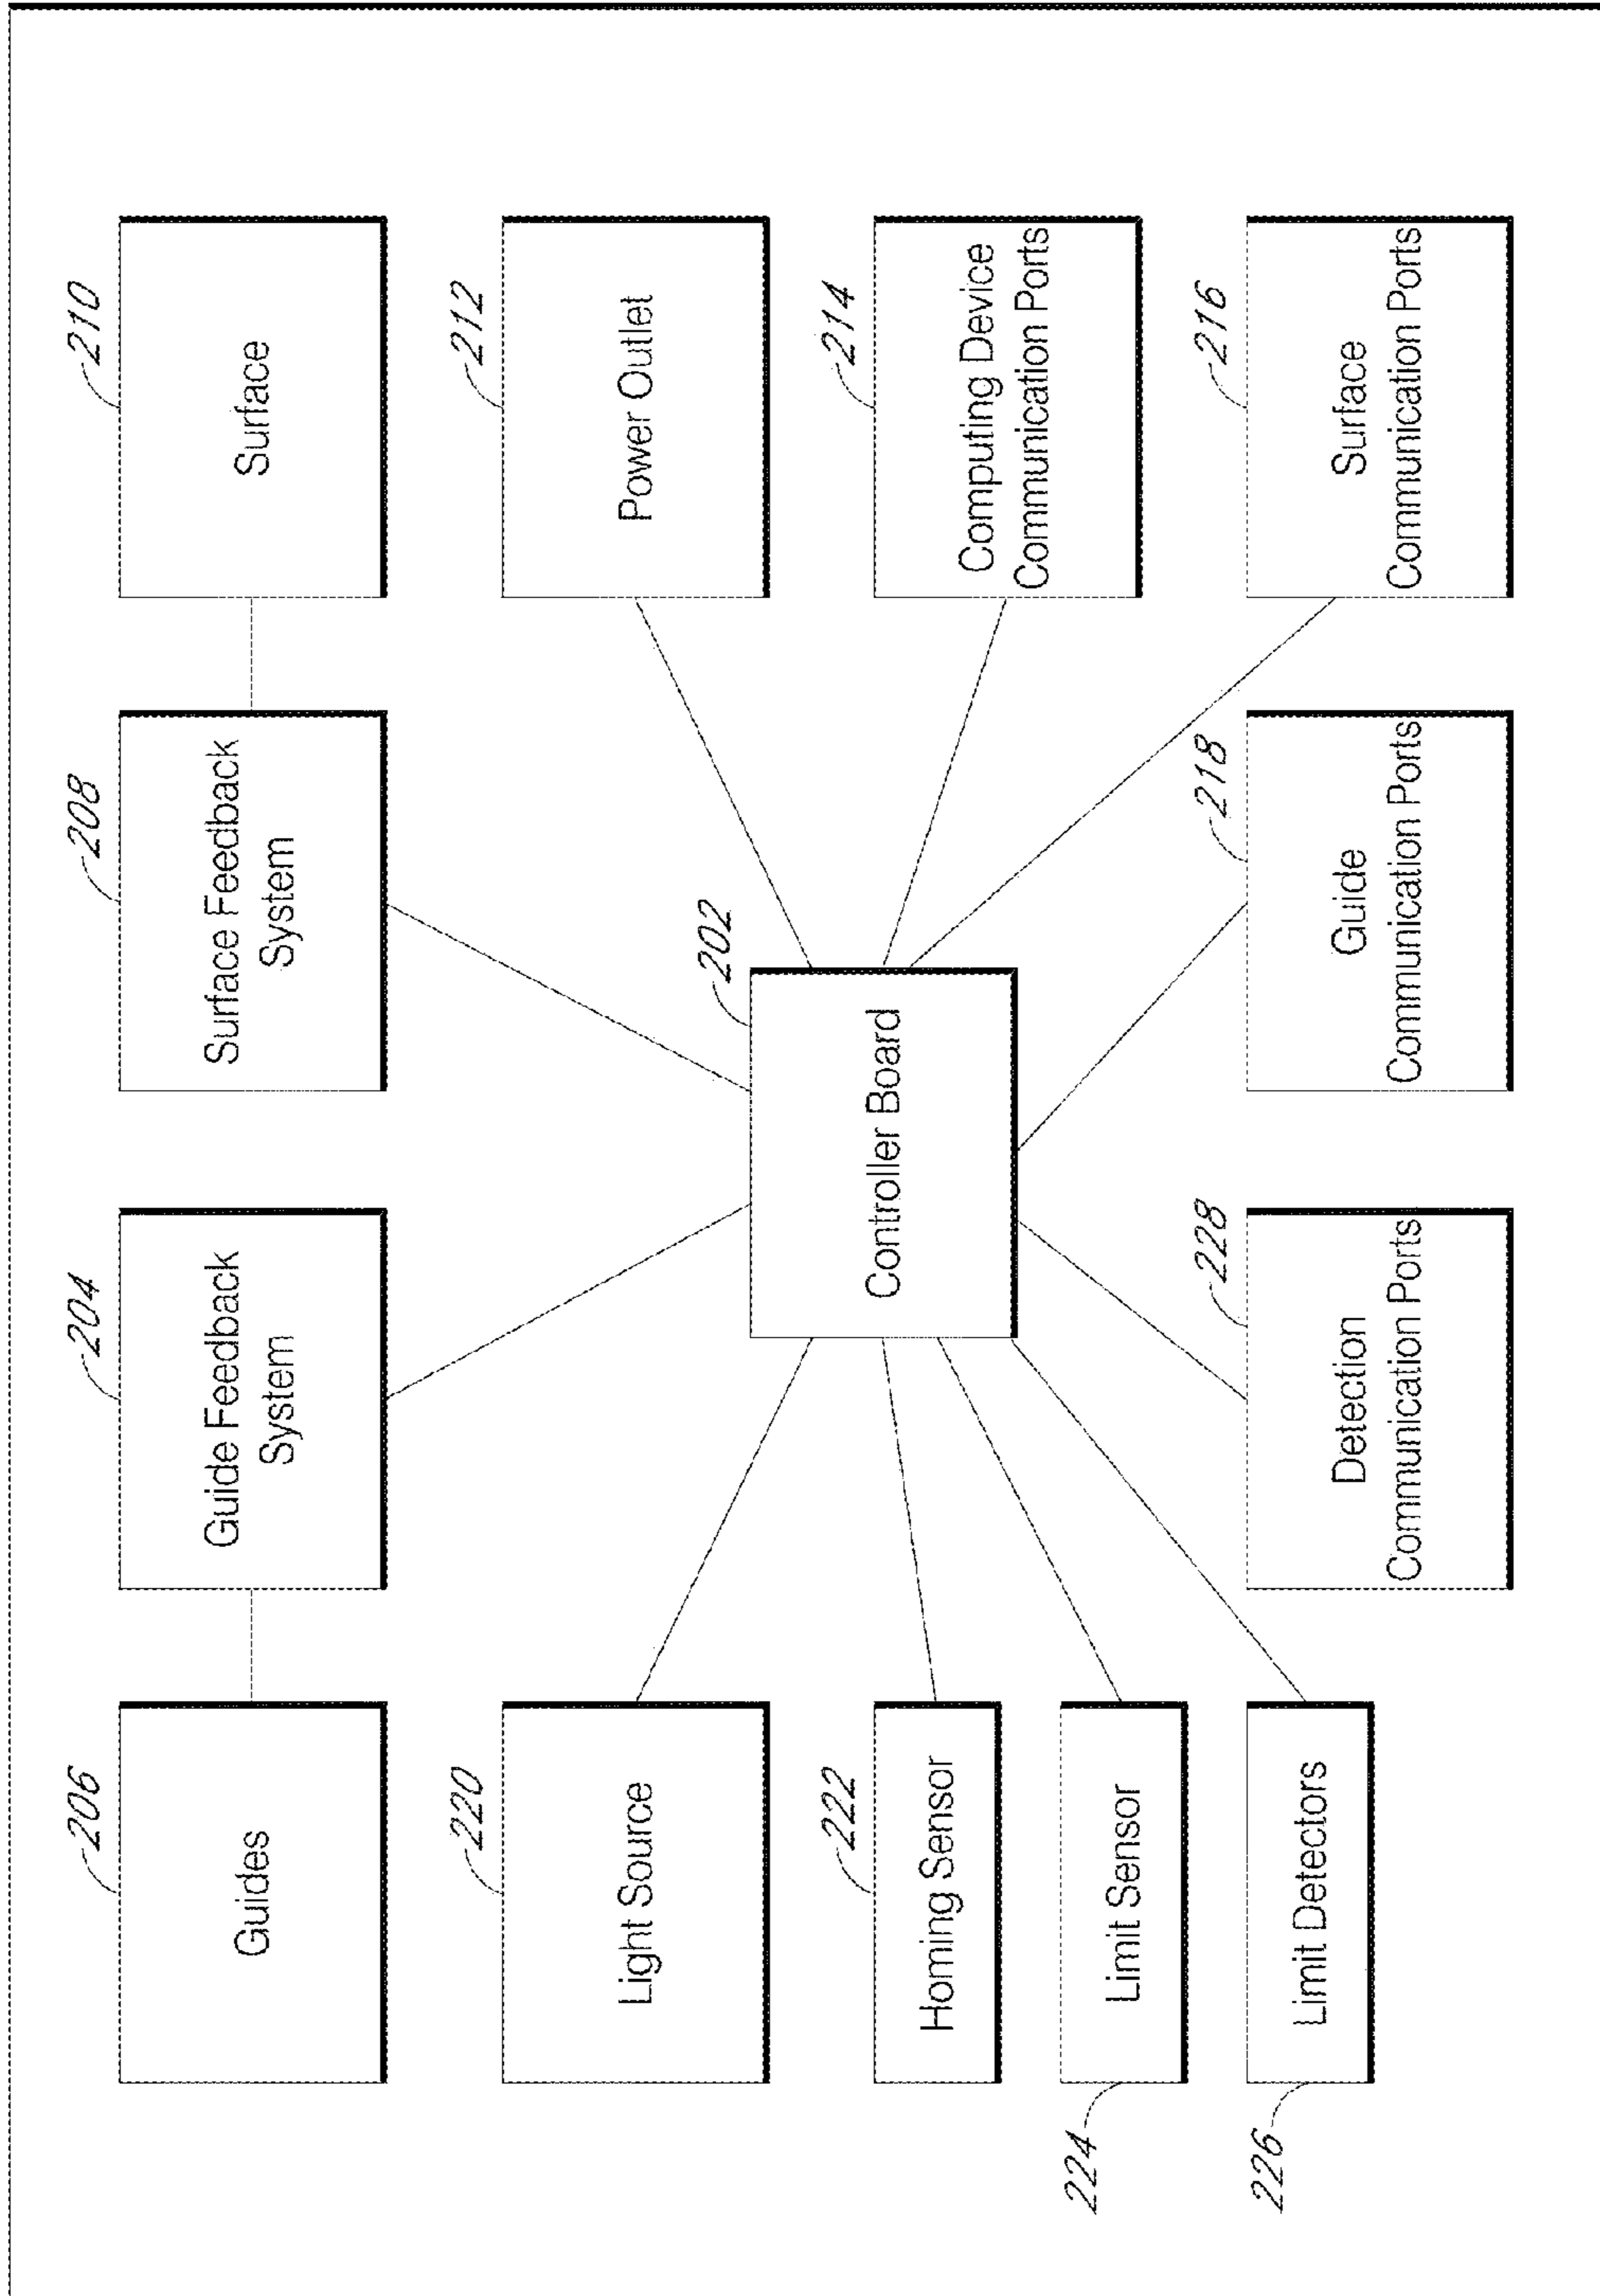 206
Guides
204
Guide Feedback
System
208
Surface Feedback
System
210
Surface
220
Light Source
212
Power Outlet
202
Controller Board
222
Homing Sensor
214
Computing Device
Communication Ports
224
Limit Sensor
226
Limit Detectors
228
Detection
Communication Ports
218
Guide
Communication Ports
216
Surface
Communication Ports